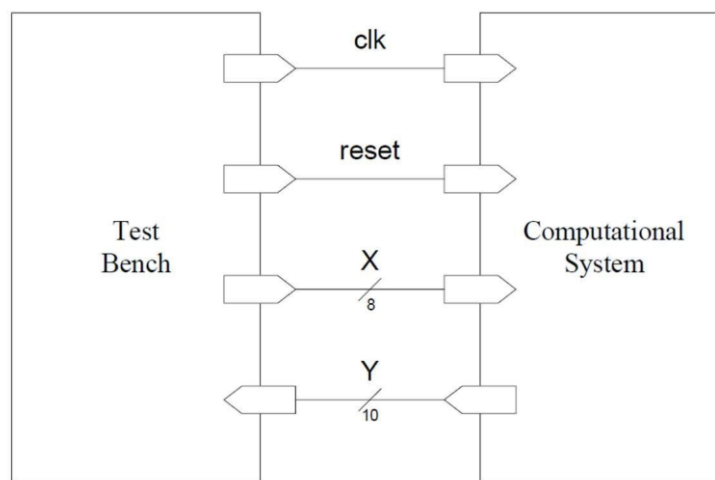 clk
reset
Test
Bench
X
8
Computational
System
Y
10